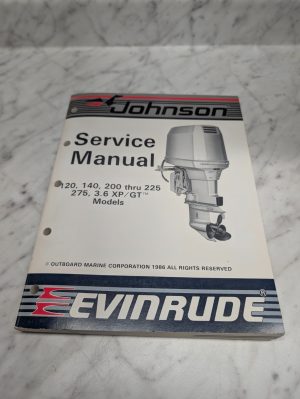 Johnson
Service
Manual
120, 140, 200 thru 225
275, 3.6 XP/GT™
Models
© OUTBOARD MARINE CORPORATION 1986 ALL RIGHTS RESERVED
EVINRUDE®